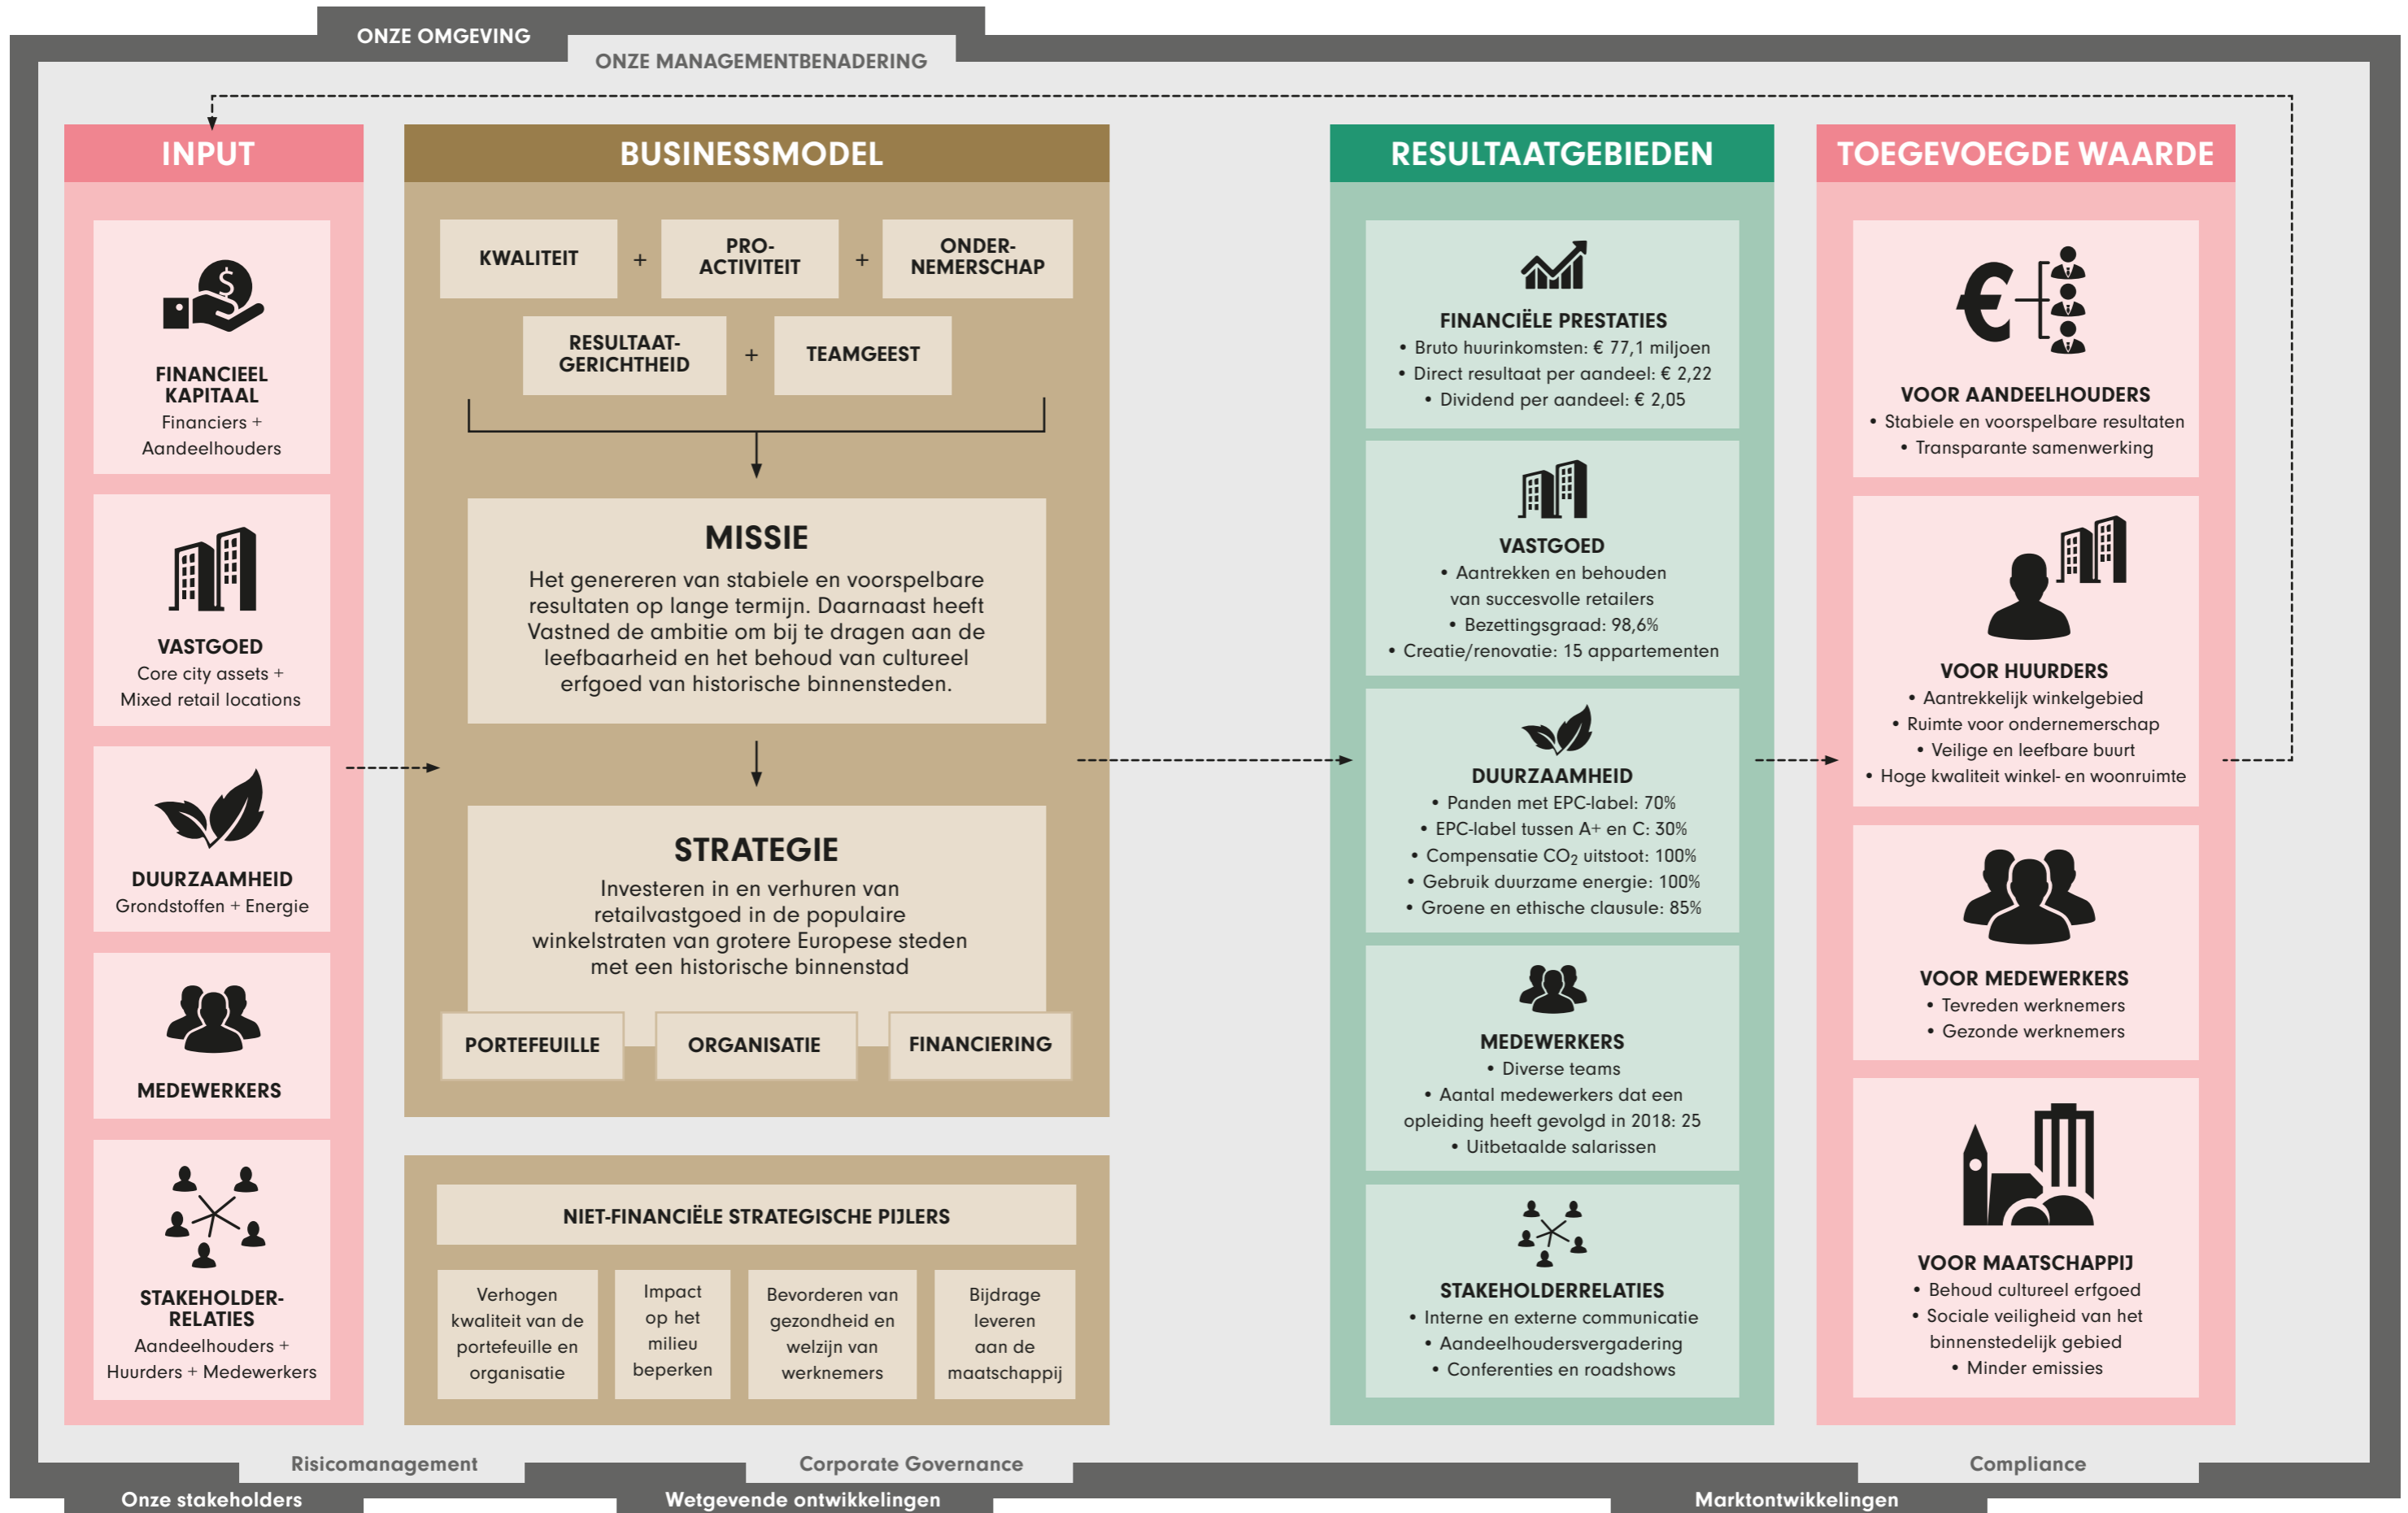 ONZE OMGEVING
ONZE MANAGEMENTBENADERING
INPUT
FINANCIEEL
KAPITAAL
Financiers +
Aandeelhouders
VASTGOED
Core city assets +
Mixed retail locations
DUURZAAMHEID
Grondstoffen + Energie
MEDEWERKERS
STAKEHOLDER-
RELATIES
Aandeelhouders +
Huurders + Medewerkers
BUSINESSMODEL
KWALITEIT
+
PRO-
ACTIVITEIT
+
ONDER-
NEMERSCHAP
RESULTAAT-
GERICHTHEID
+
TEAMGEEST
MISSIE
Het genereren van stabiele en voorspelbare
resultaten op lange termijn. Daarnaast heeft
Vastned de ambitie om bij te dragen aan de
leefbaarheid en het behoud van cultureel
erfgoed van historische binnensteden.
STRATEGIE
Investeren in en verhuren van
retailvastgoed in de populaire
winkelstraten van grotere Europese steden
met een historische binnenstad
PORTEFEUILLE
ORGANISATIE
FINANCIERING
NIET-FINANCIËLE STRATEGISCHE PIJLERS
Verhogen
kwaliteit van de
portefeuille en
organisatie
Impact
op het
milieu
beperken
Bevorderen van
gezondheid en
welzijn van
werknemers
Bijdrage
leveren
aan de
maatschappij
RESULTAATGEBIEDEN
FINANCIËLE PRESTATIES
• Bruto huurinkomsten: € 77,1 miljoen
• Direct resultaat per aandeel: € 2,22
• Dividend per aandeel: € 2,05
VASTGOED
• Aantrekken en behouden
van succesvolle retailers
• Bezettingsgraad: 98,6%
• Creatie/renovatie: 15 appartementen
DUURZAAMHEID
• Panden met EPC-label: 70%
• EPC-label tussen A+ en C: 30%
• Compensatie CO₂ uitstoot: 100%
• Gebruik duurzame energie: 100%
• Groene en ethische clausule: 85%
MEDEWERKERS
• Diverse teams
• Aantal medewerkers dat een
opleiding heeft gevolgd in 2018: 25
• Uitbetaalde salarissen
STAKEHOLDERRELATIES
• Interne en externe communicatie
• Aandeelhoudersvergadering
• Conferenties en roadshows
TOEGEVOEGDE WAARDE
VOOR AANDEELHOUDERS
• Stabiele en voorspelbare resultaten
• Transparante samenwerking
VOOR HUURDERS
• Aantrekkelijk winkelgebied
• Ruimte voor ondernemerschap
• Veilige en leefbare buurt
• Hoge kwaliteit winkel- en woonruimte
VOOR MEDEWERKERS
• Tevreden werknemers
• Gezonde werknemers
VOOR MAATSCHAPPIJ
• Behoud cultureel erfgoed
• Sociale veiligheid van het
binnenstedelijk gebied
• Minder emissies
Risicomanagement
Corporate Governance
Compliance
Onze stakeholders
Wetgevende ontwikkelingen
Marktontwikkelingen